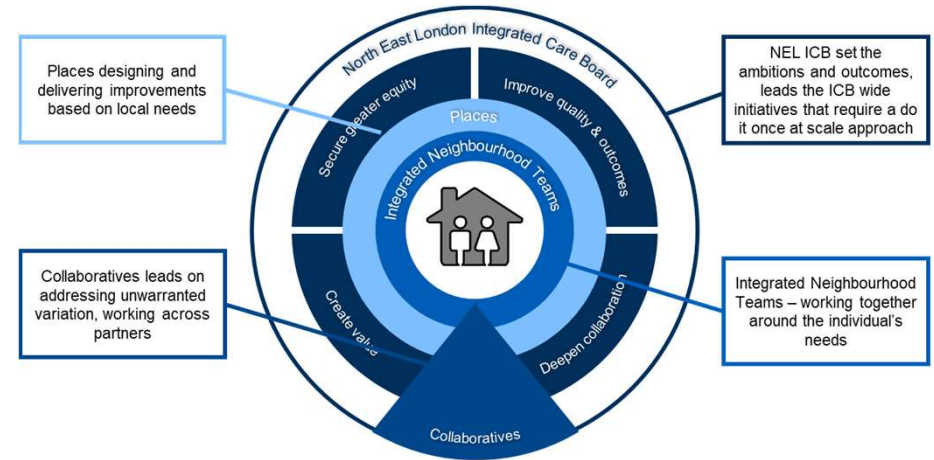 North East London Integrated Care Board
Places designing and
delivering improvements
based on local needs
NEL ICB set the
ambitions and outcomes,
leads the ICB wide
initiatives that require a do
it once at scale approach
Secure greater equity
Improve quality & outcomes
Places
Integrated Neighbourhood Teams
Collaboratives leads on
addressing unwarranted
variation, working across
partners
Create value
Deepen collaboration
Integrated Neighbourhood
Teams – working together
around the individual's
needs
Collaboratives